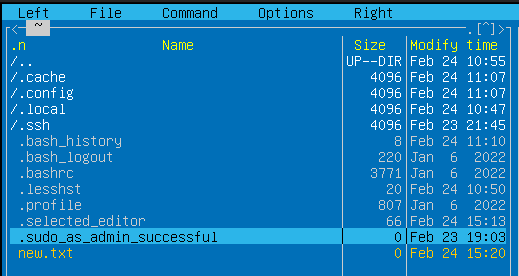 Left File Command Options Right
<- ~ .[^]>
.n Name Size Modify time
/.. UP--DIR Feb 24 10:55
/.cache 4096 Feb 24 11:07
/.config 4096 Feb 24 11:07
/.local 4096 Feb 24 10:47
/.ssh 4096 Feb 23 21:45
.bash_history 8 Feb 24 11:10
.bash_logout 220 Jan 6 2022
.bashrc 3771 Jan 6 2022
.lesshst 20 Feb 24 10:50
.profile 807 Jan 6 2022
.selected_editor 66 Feb 24 15:13
.sudo_as_admin_successful 0 Feb 23 19:03
new.txt 0 Feb 24 15:20